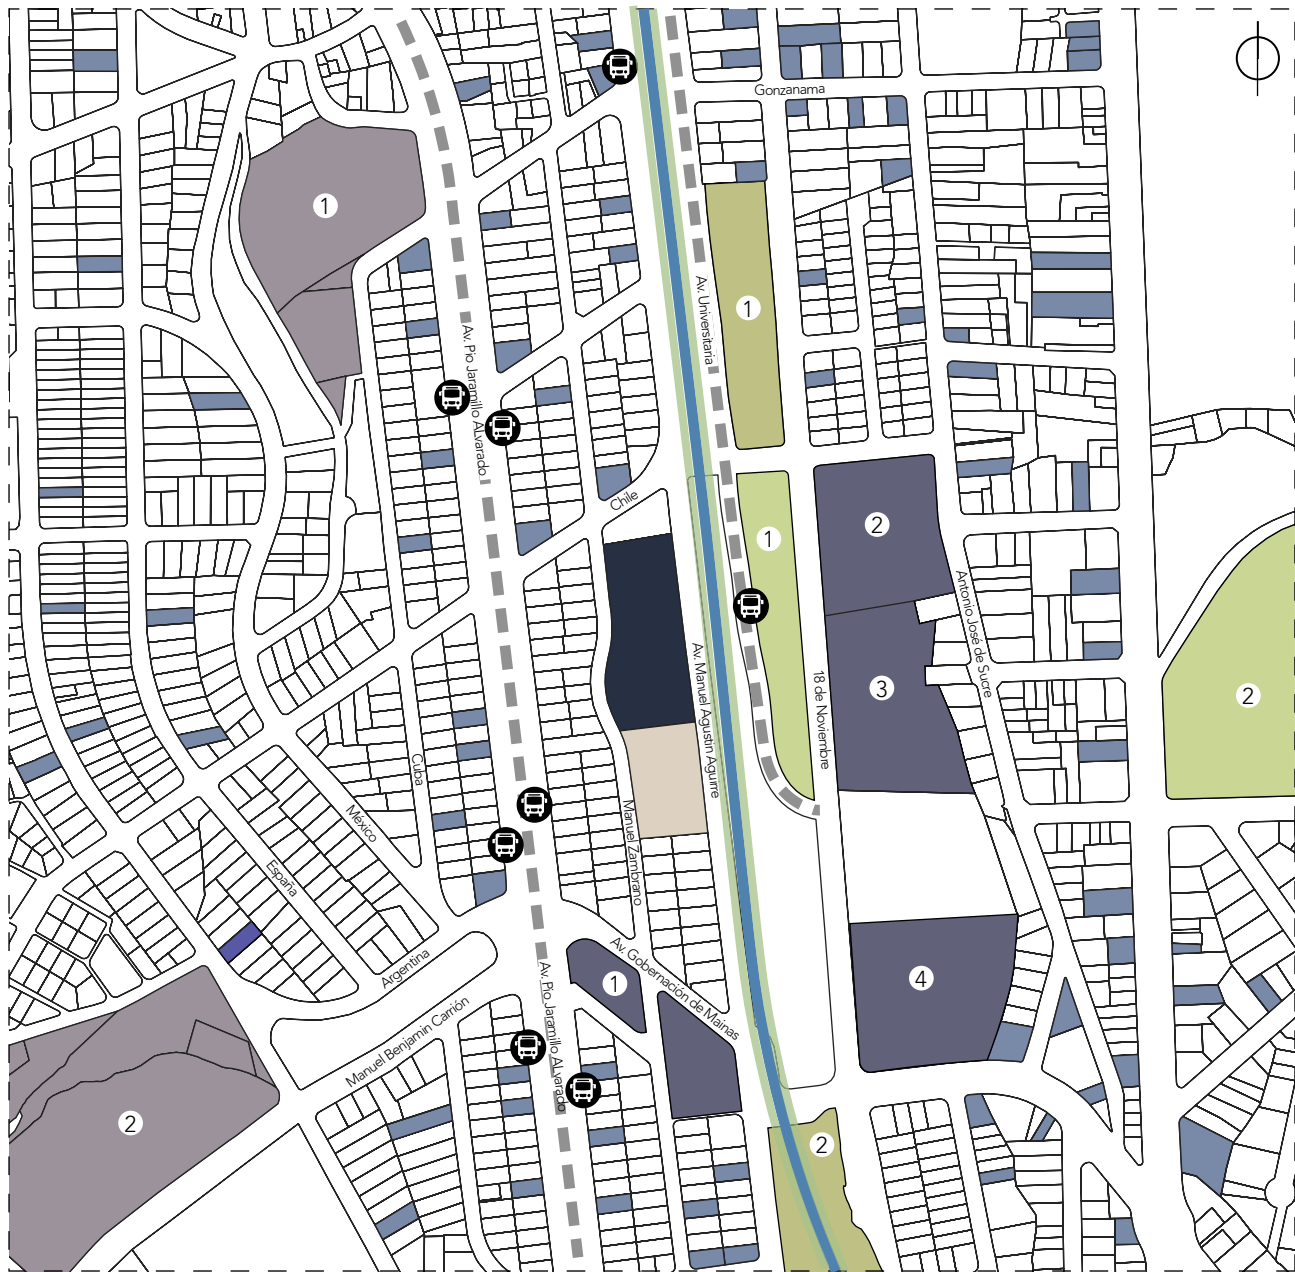 Gonzanama
1
Av. Universitaria
1
Av. Pio Jaramillo ALvarado
Chile
2
1
Antonio José de Sucre
Av. Manuel Agustin Aguirre
18 de Noviembre
3
2
Cuba
Mexico
Manuel Zambrano
España
Argentina
Av. Gobernación de Mainas
4
1
Av. Pio Jaramillo ALvarado
Manuel Benjamin Carrión
2
2